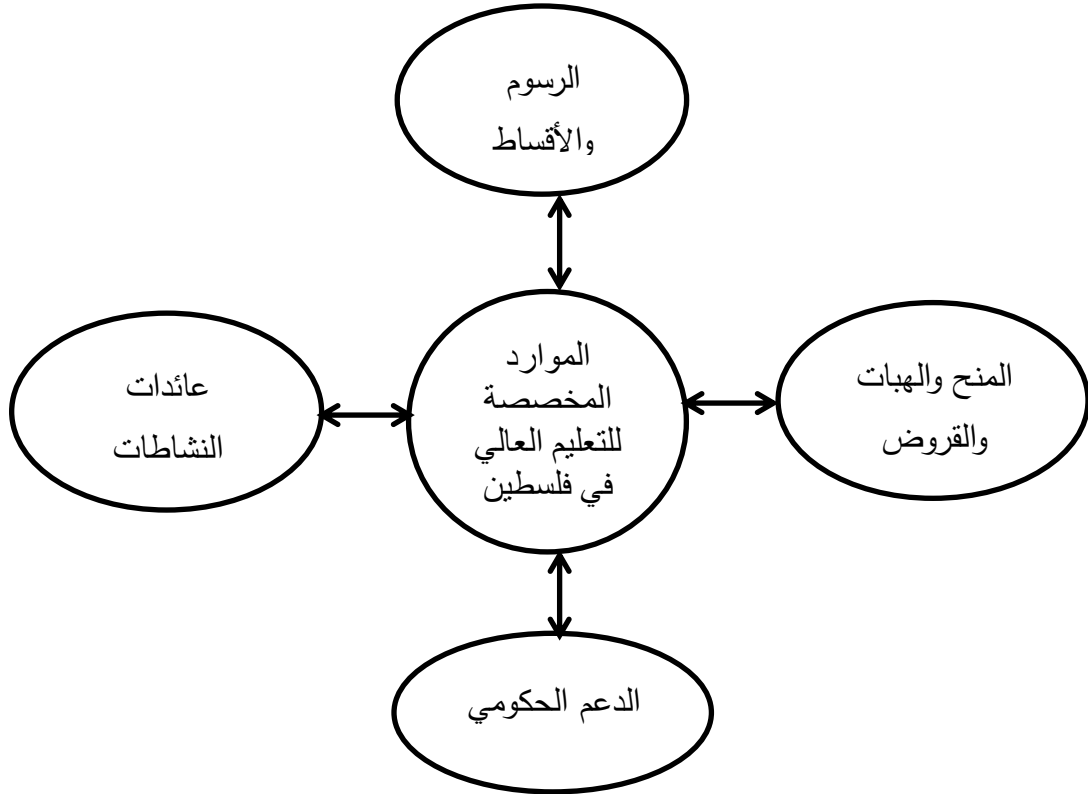 الرسوم
والأقساط
الموارد
المخصصة
للتعليم العالي
في فلسطين
المنح والهبات
والقروض
عائدات
النشاطات
الدعم الحكومي